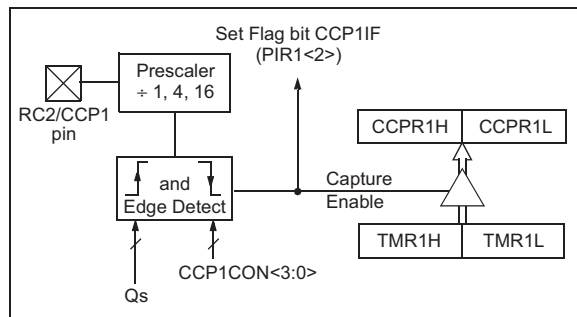 Set Flag bit CCP1IF
(PIR1<2>)
Prescaler
÷ 1, 4, 16
RC2/CCP1
pin
CCPR1H CCPR1L
and
Edge Detect
Capture
Enable
TMR1H TMR1L
CCP1CON<3:0>
Qs